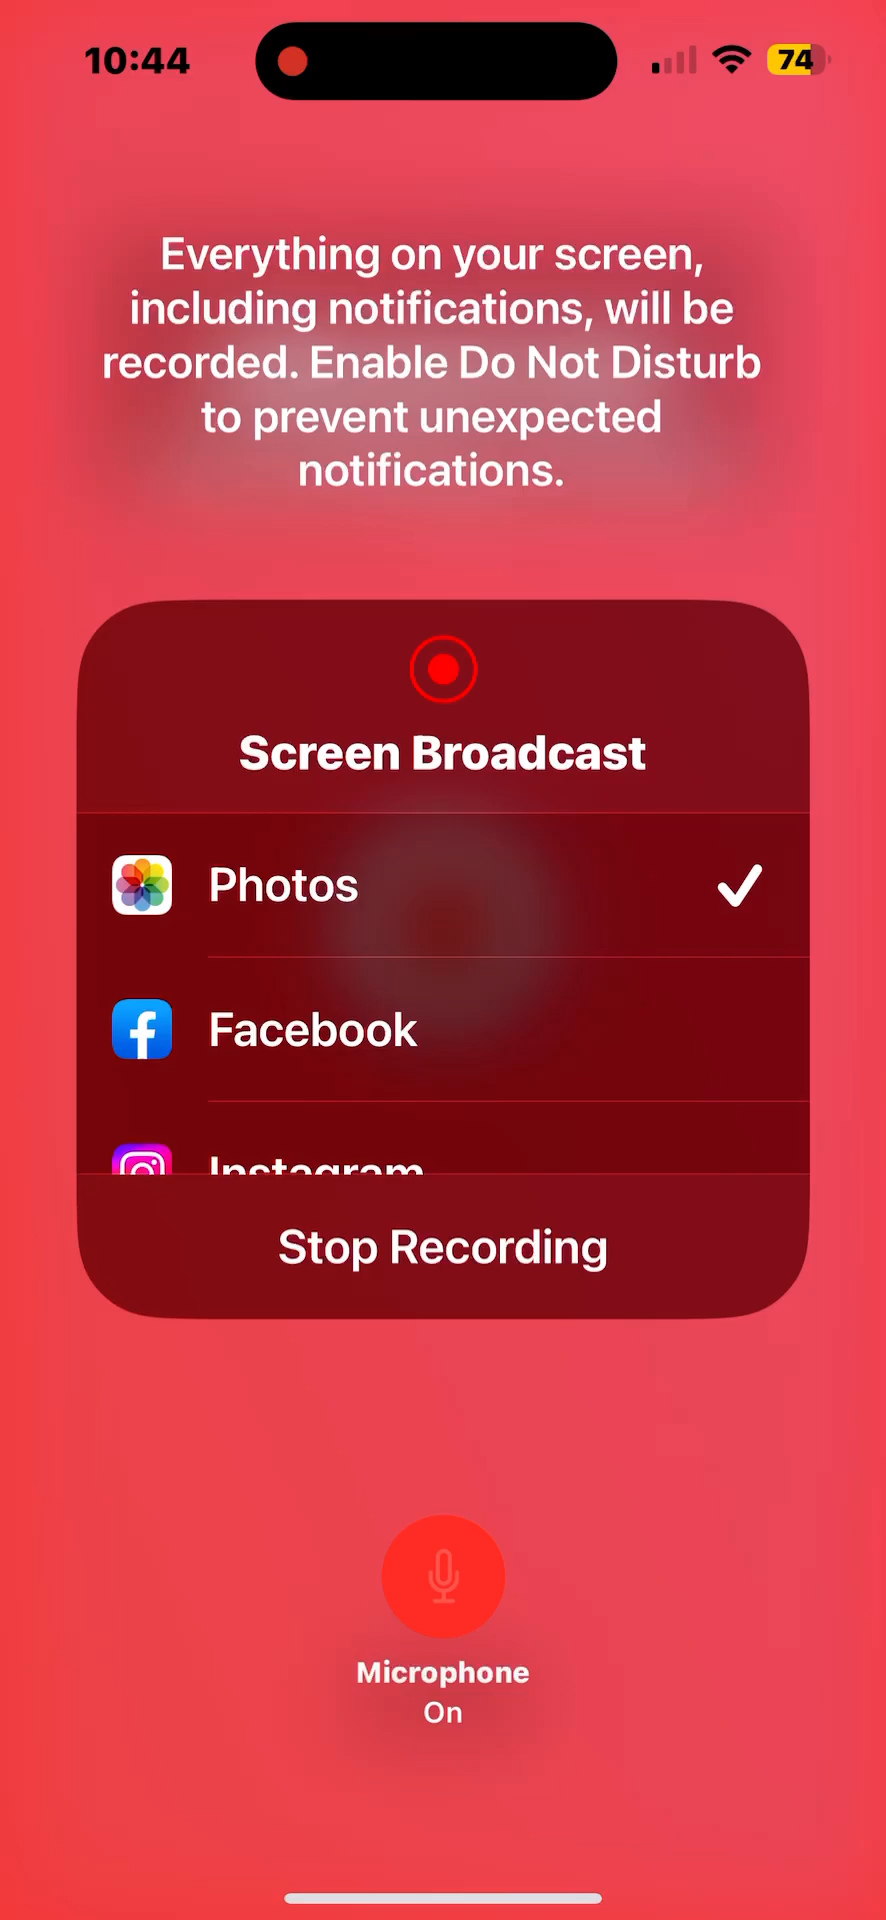 10:44
74
Everything on your screen,
including notifications, will be
recorded. Enable Do Not Disturb
to prevent unexpected
notifications.
Screen Broadcast
Photos
Facebook
Instagram
Stop Recording
Microphone
On